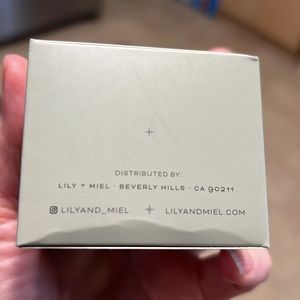 DISTRIBUTED BY:
LILY + MIEL · BEVERLY HILLS · CA 90211
LILYAND_MIEL LILYANDMIEL.COM